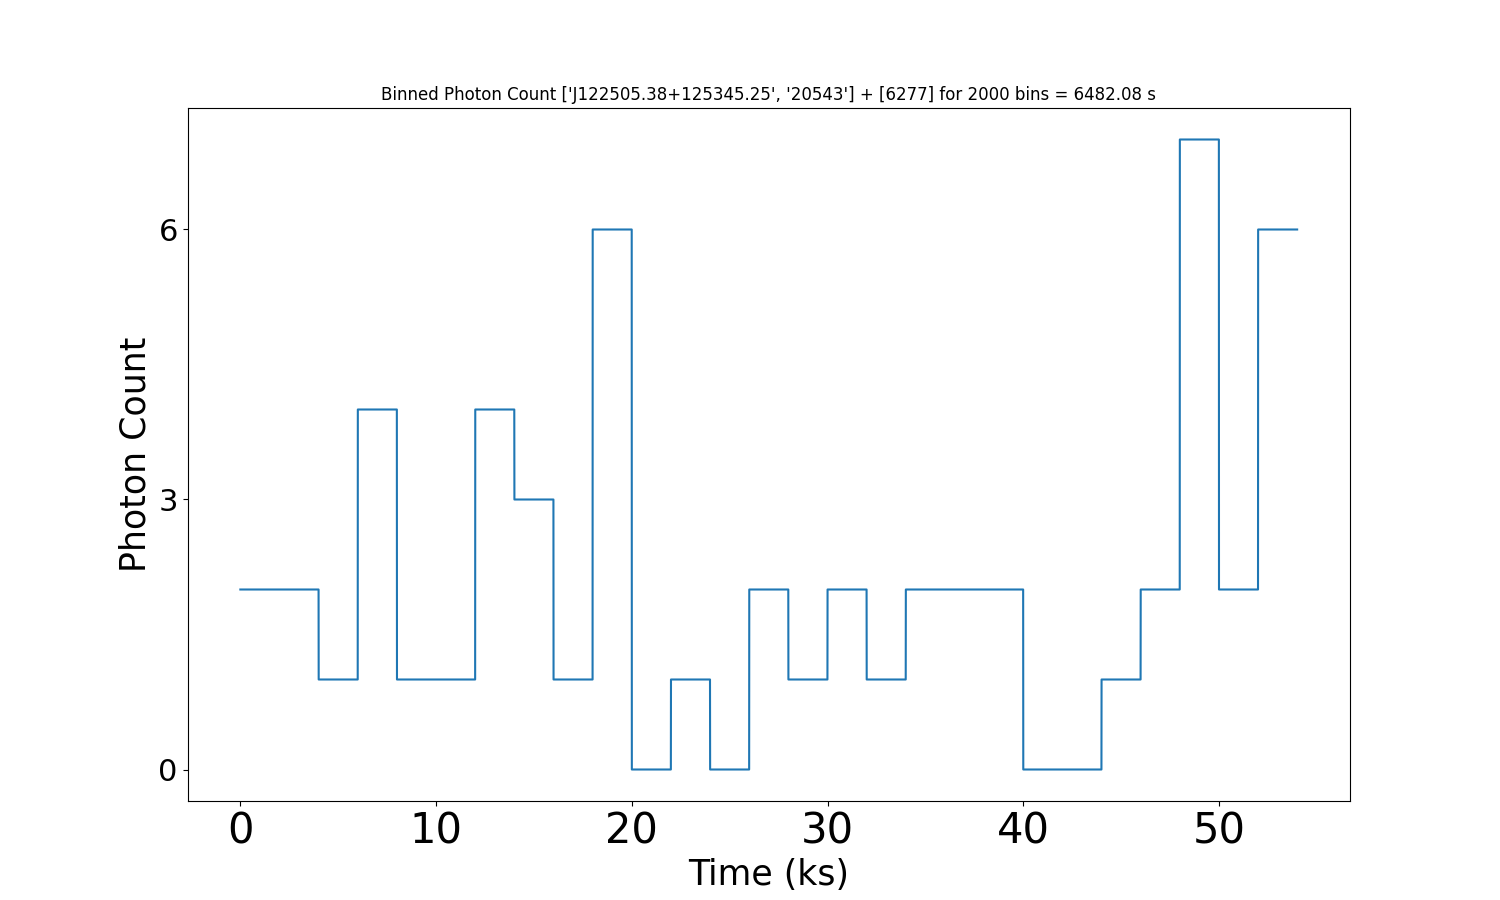 Binned Photon Count ['J122505.38+125345.25', '20543'] + [6277] for 2000 bins = 6482.08 s
Photon Count
6
3
0
0 10 20 30 40 50
Time (ks)